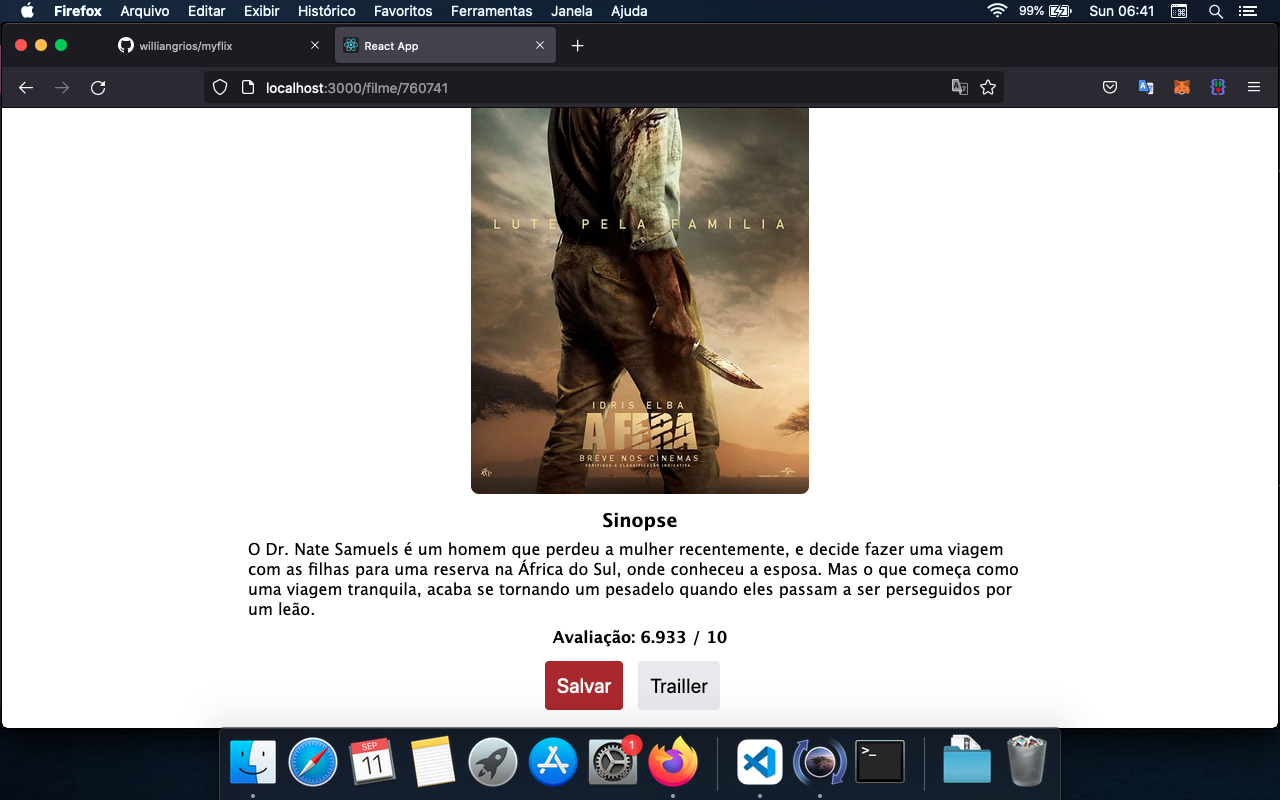 Firefox Arquivo Editar Exibir Histórico Favoritos Ferramentas Janela Ajuda 99% Sun 06:41
williangrios/myflix React App
localhost:3000/filme/760741
LUTE PELA FAMÍLIA
IDRIS ELBA
A FERA
BREVE NOS CINEMAS
VERIFIQUE A CLASSIFICAÇÃO INDICATIVA.
Sinopse
O Dr. Nate Samuels é um homem que perdeu a mulher recentemente, e decide fazer uma viagem
com as filhas para uma reserva na África do Sul, onde conheceu a esposa. Mas o que começa como
uma viagem tranquila, acaba se tornando um pesadelo quando eles passam a ser perseguidos por
um leão.
Avaliação: 6.933 / 10
Salvar Trailler
SEP
11
1
>_